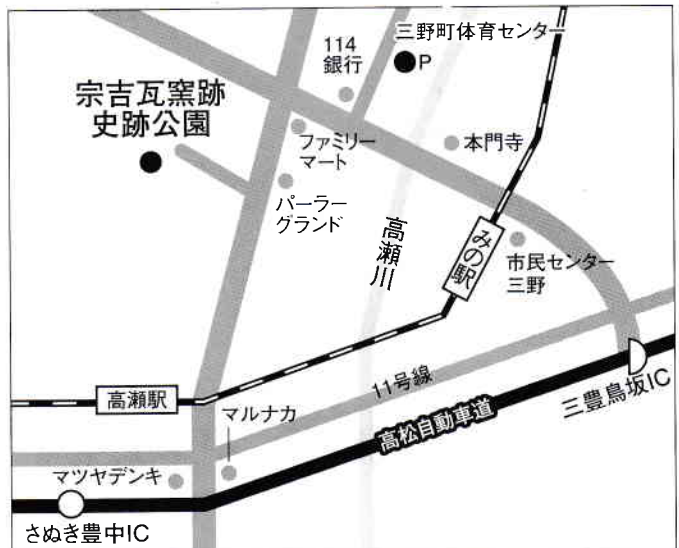 三野町体育センター
P
114
銀行
宗吉瓦窯跡
史跡公園
ファミリー
マート
本門寺
パーラー
グランド
高瀬川
みの駅
市民センター
三野
11号線
三豊鳥坂IC
高瀬駅
マルナカ
高松自動車道
マツヤデンキ
さぬき豊中IC